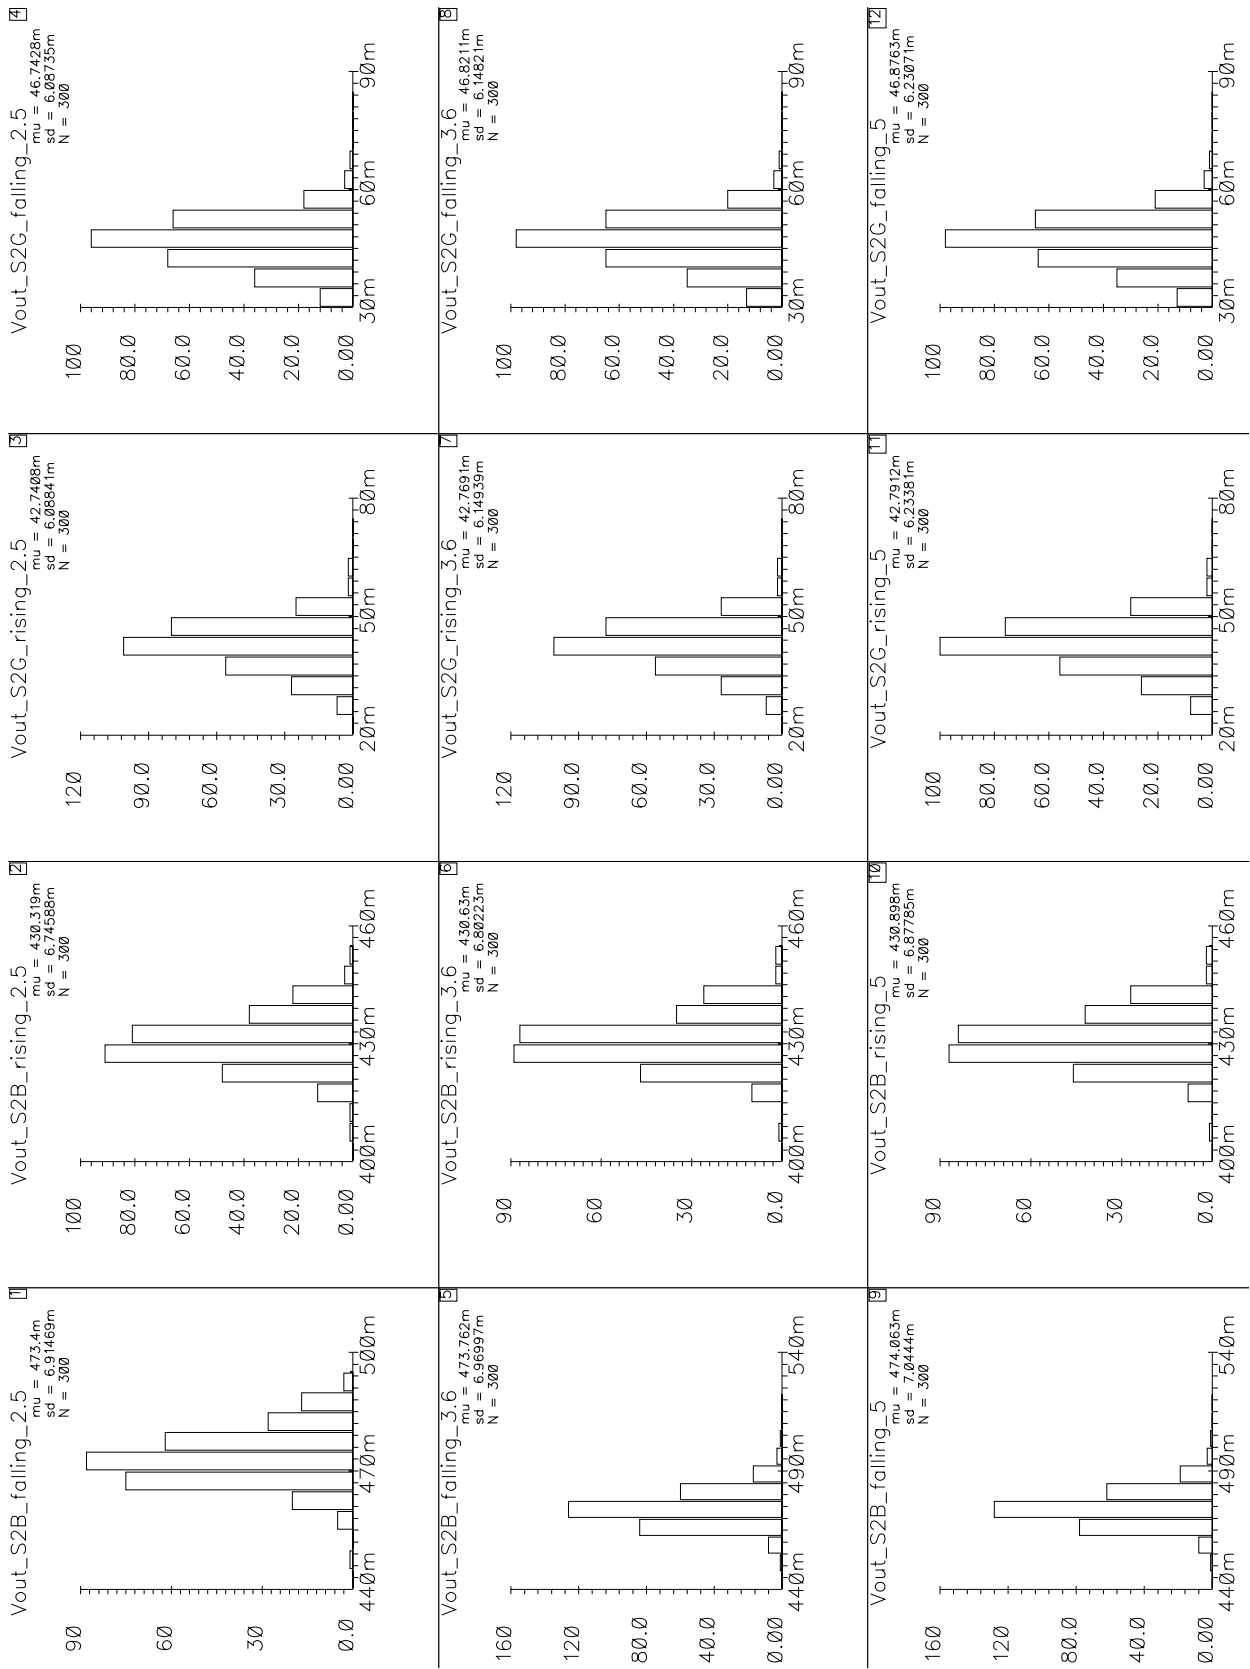 1
Vout_S2B_falling_2.5
mu = 473.4m
sd = 6.91469m
N = 300
90
60
30
0.0
440m 470m 500m
2
Vout_S2B_rising_2.5
mu = 430.319m
sd = 6.74588m
N = 300
100
80.0
60.0
40.0
20.0
0.00
400m 430m 460m
3
Vout_S2G_rising_2.5
mu = 42.7408m
sd = 6.08841m
N = 300
120
90.0
60.0
30.0
0.00
20m 50m 80m
4
Vout_S2G_falling_2.5
mu = 46.7428m
sd = 6.08735m
N = 300
100
80.0
60.0
40.0
20.0
0.00
30m 60m 90m
5
Vout_S2B_falling_3.6
mu = 473.762m
sd = 6.96997m
N = 300
160
120
80.0
40.0
0.00
440m 490m 540m
6
Vout_S2B_rising_3.6
mu = 430.63m
sd = 6.80223m
N = 300
90
60
30
0.0
400m 430m 460m
7
Vout_S2G_rising_3.6
mu = 42.7691m
sd = 6.14939m
N = 300
120
90.0
60.0
30.0
0.00
20m 50m 80m
8
Vout_S2G_falling_3.6
mu = 46.8211m
sd = 6.14821m
N = 300
100
80.0
60.0
40.0
20.0
0.00
30m 60m 90m
9
Vout_S2B_falling_5
mu = 474.063m
sd = 7.0444m
N = 300
160
120
80.0
40.0
0.00
440m 490m 540m
10
Vout_S2B_rising_5
mu = 430.898m
sd = 6.87785m
N = 300
90
60
30
0.0
400m 430m 460m
11
Vout_S2G_rising_5
mu = 42.7912m
sd = 6.23381m
N = 300
100
80.0
60.0
40.0
20.0
0.00
20m 50m 80m
12
Vout_S2G_falling_5
mu = 46.8763m
sd = 6.23071m
N = 300
100
80.0
60.0
40.0
20.0
0.00
30m 60m 90m